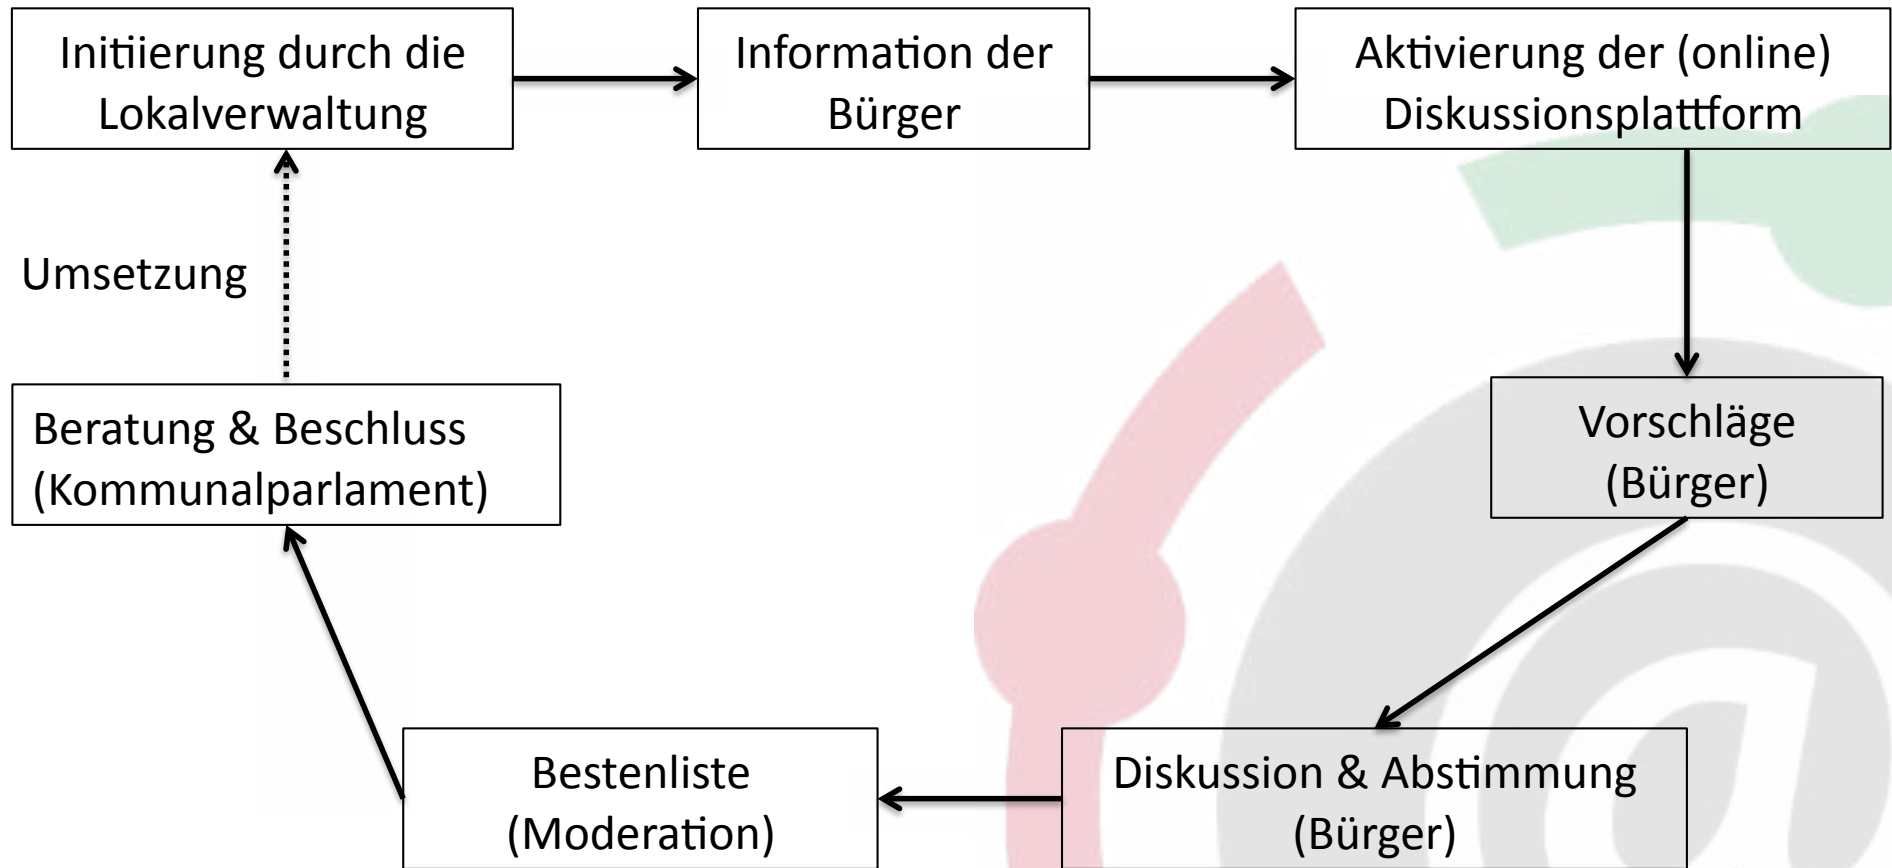 Initiierung durch die
Lokalverwaltung
Information der
Bürger
Aktivierung der (online)
Diskussionsplattform
Umsetzung
Beratung & Beschluss
(Kommunalparlament)
Vorschläge
(Bürger)
Bestenliste
(Moderation)
Diskussion & Abstimmung
(Bürger)